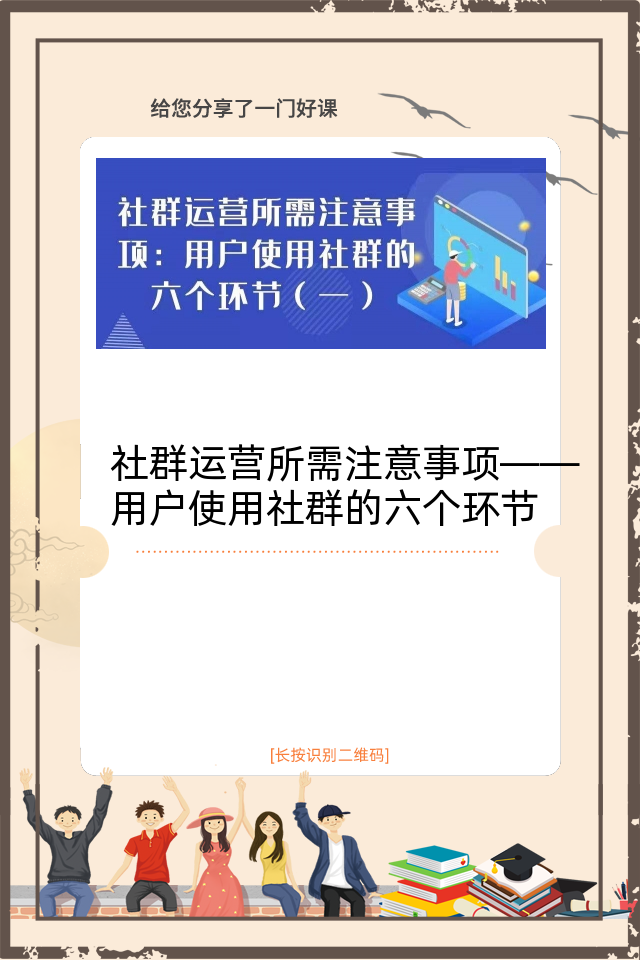 给您分享了一门好课
社群运营所需注意事
项：用户使用社群的
六个环节（一）
社群运营所需注意事项——
用户使用社群的六个环节
[长按识别二维码]